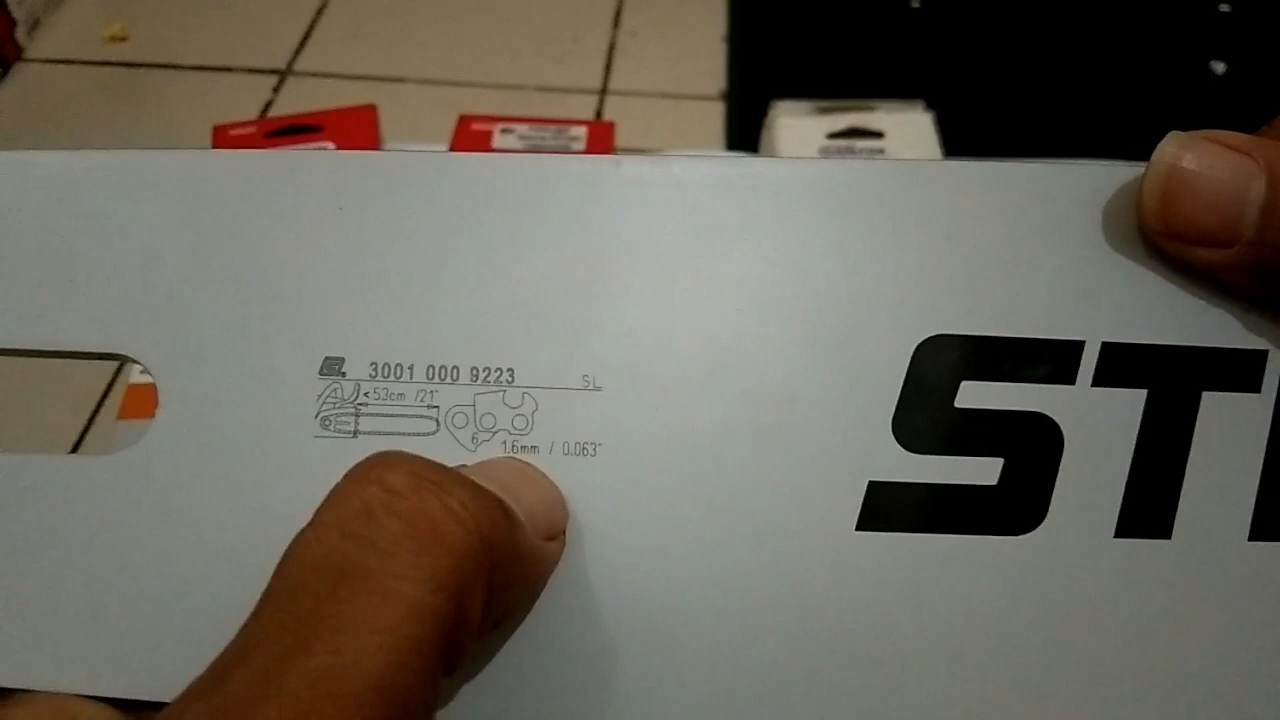 3001 000 9223
SL
< 53cm /21"
6
1.6mm / 0.063"
ST